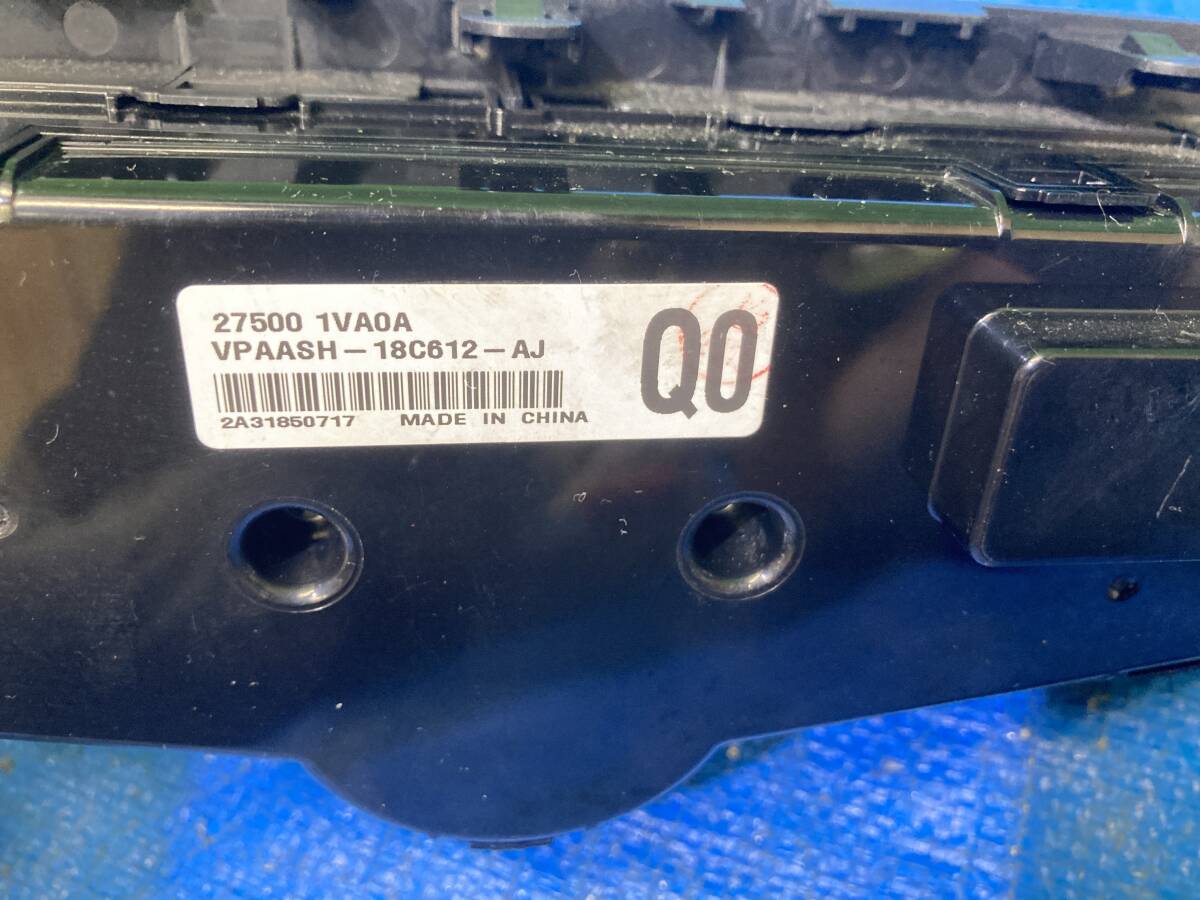 27500 1VA0A
VPAASH-18C612-AJ
Q0
2A31850717 MADE IN CHINA